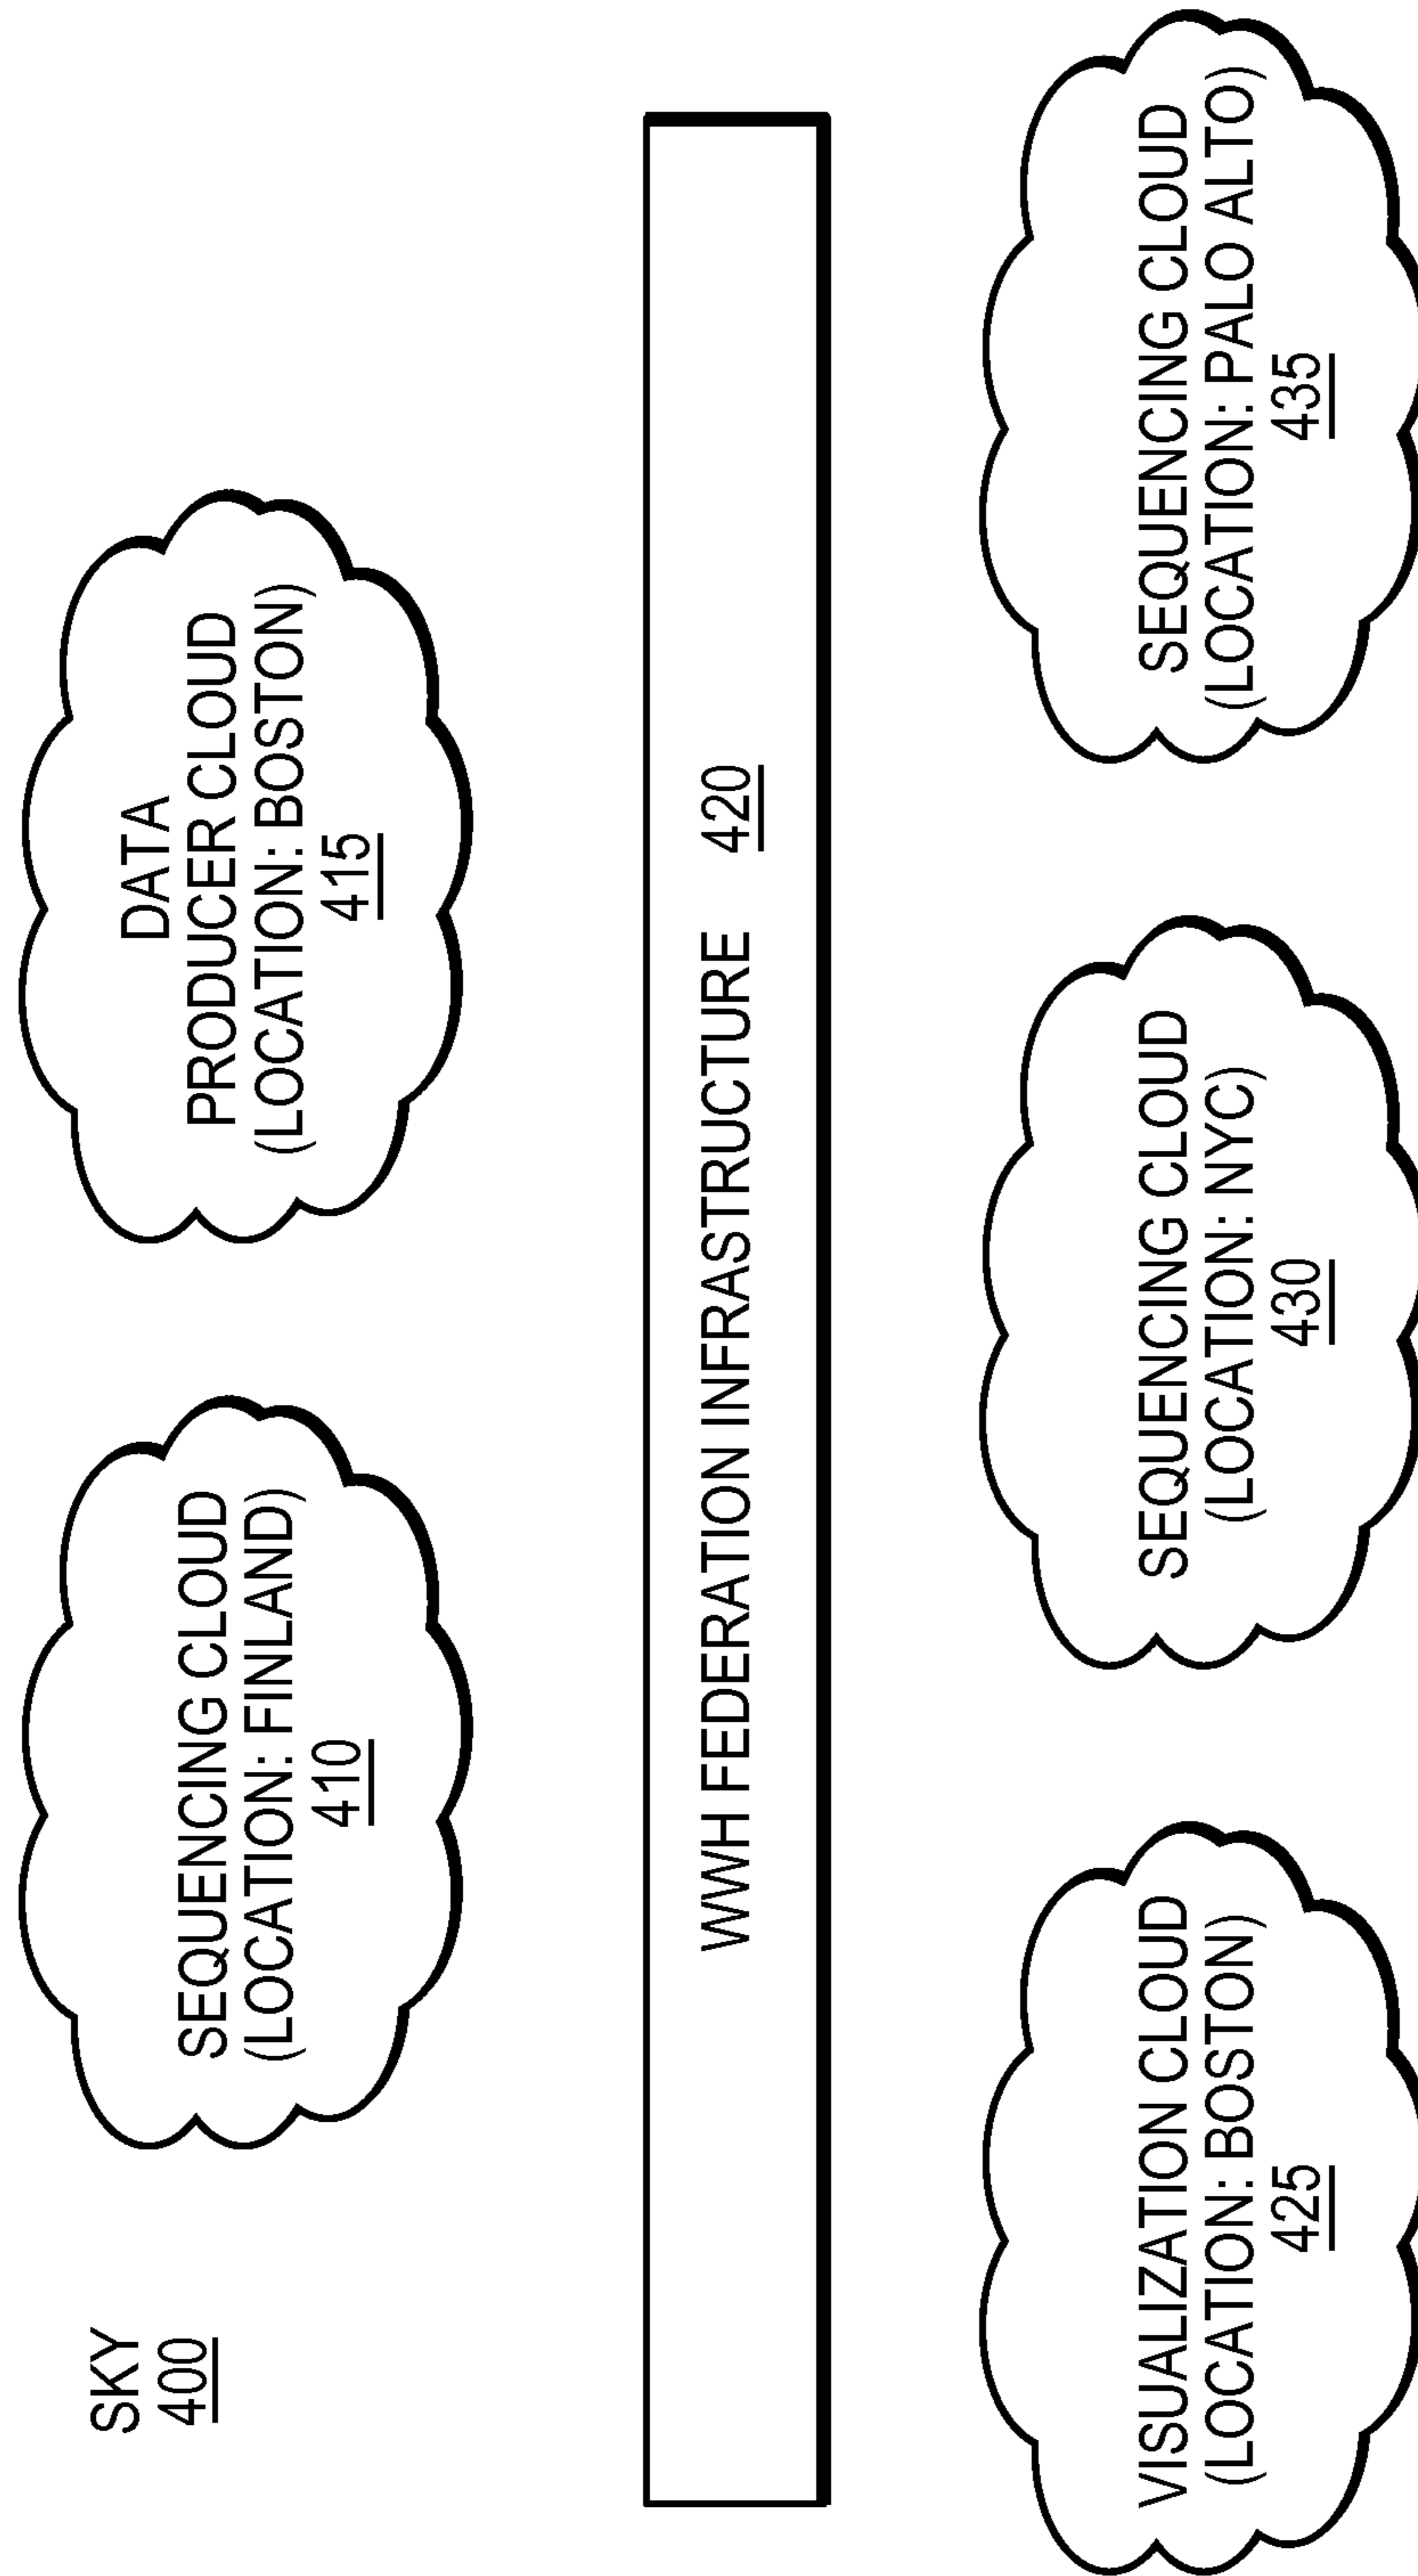 SKY
400
SEQUENCING CLOUD
(LOCATION: FINLAND)
410
DATA
PRODUCER CLOUD
(LOCATION: BOSTON)
415
WWH FEDERATION INFRASTRUCTURE 420
VISUALIZATION CLOUD
(LOCATION: BOSTON)
425
SEQUENCING CLOUD
(LOCATION: NYC)
430
SEQUENCING CLOUD
(LOCATION: PALO ALTO)
435